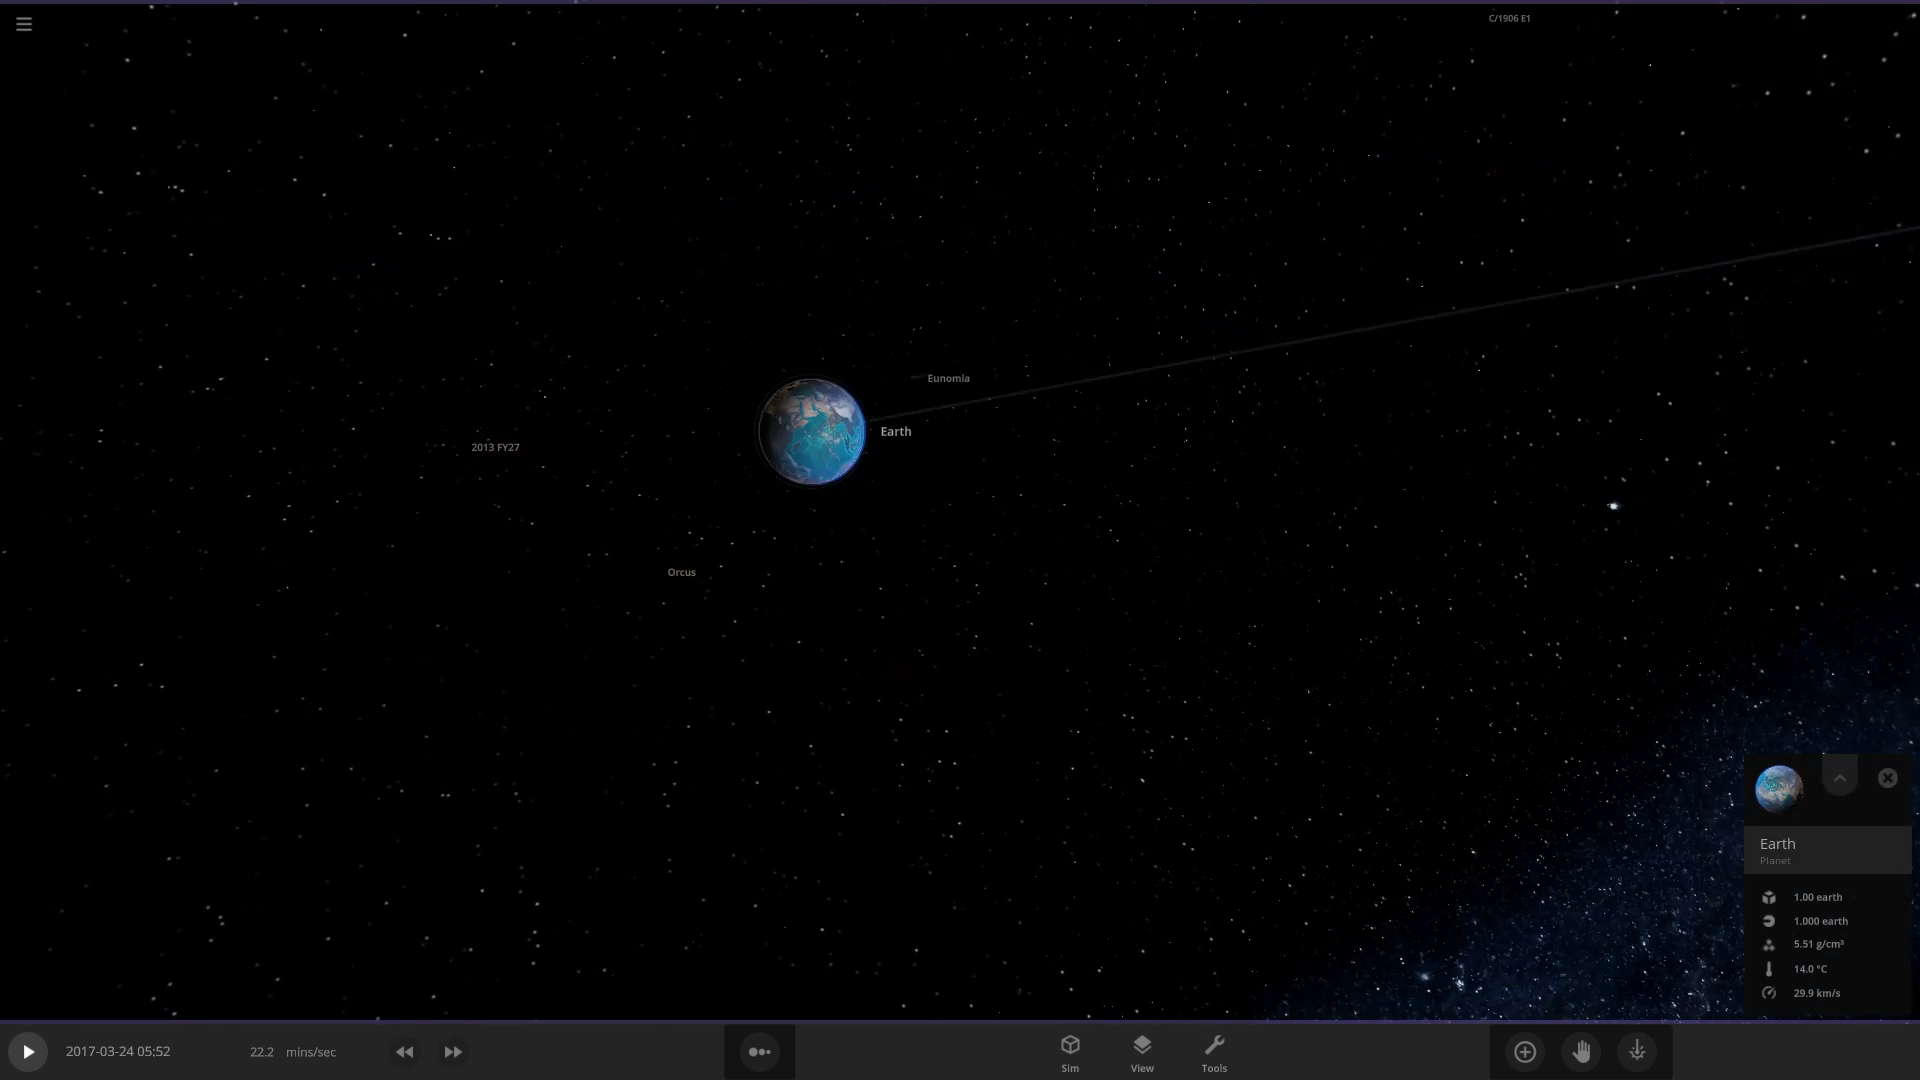 C/1906 E1
Eunomia
Earth
2013 FY27
Orcus
Earth
Planet
1.00 earth
1.000 earth
5.51 g/cm³
14.0 °C
29.9 km/s
2017-03-24 05:52 22.2 mins/sec
Sim View Tools